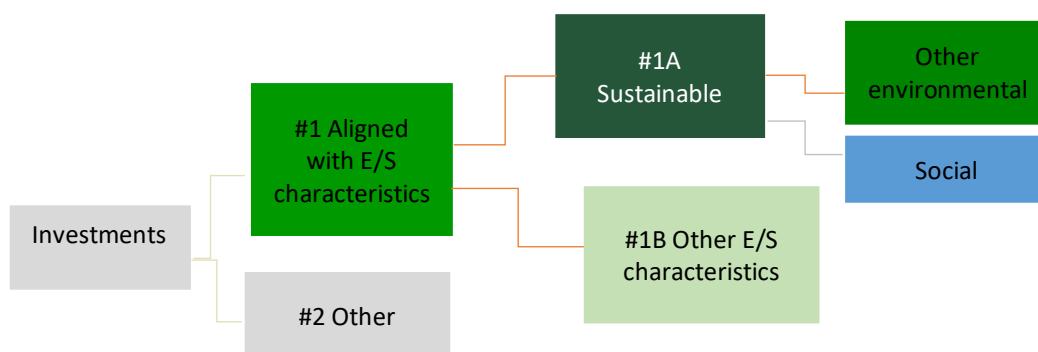 Investments
#1 Aligned
with E/S
characteristics
#2 Other
#1A
Sustainable
#1B Other E/S
characteristics
Other
environmental
Social